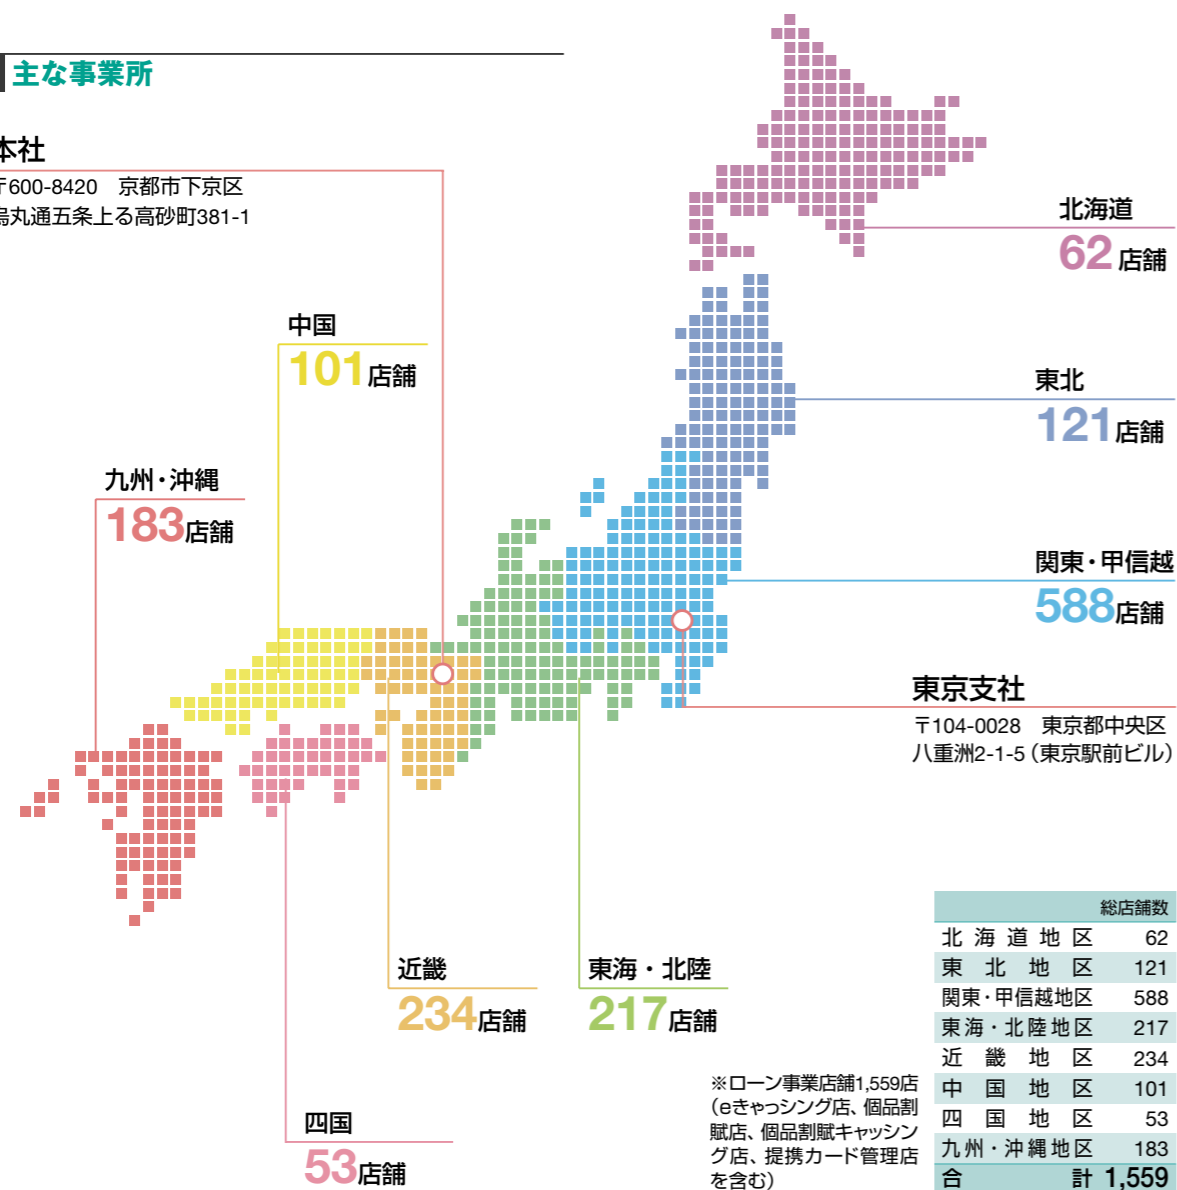 主な事業所
本社
〒600-8420　京都市下京区
烏丸通五条上る高砂町381-1
北海道
62店舗
中国
101店舗
東北
121店舗
九州・沖縄
183店舗
関東・甲信越
588店舗
東京支社
〒104-0028　東京都中央区
八重洲2-1-5（東京駅前ビル）
近畿
234店舗
東海・北陸
217店舗
四国
53店舗
※ローン事業店舗1,559店
（eきゃっシング店、個品割
賦店、個品割賦キャッシン
グ店、提携カード管理店
を含む）
総店舗数
北海道地区 62
東北地区 121
関東・甲信越地区 588
東海・北陸地区 217
近畿地区 234
中国地区 101
四国地区 53
九州・沖縄地区 183
合計 1,559